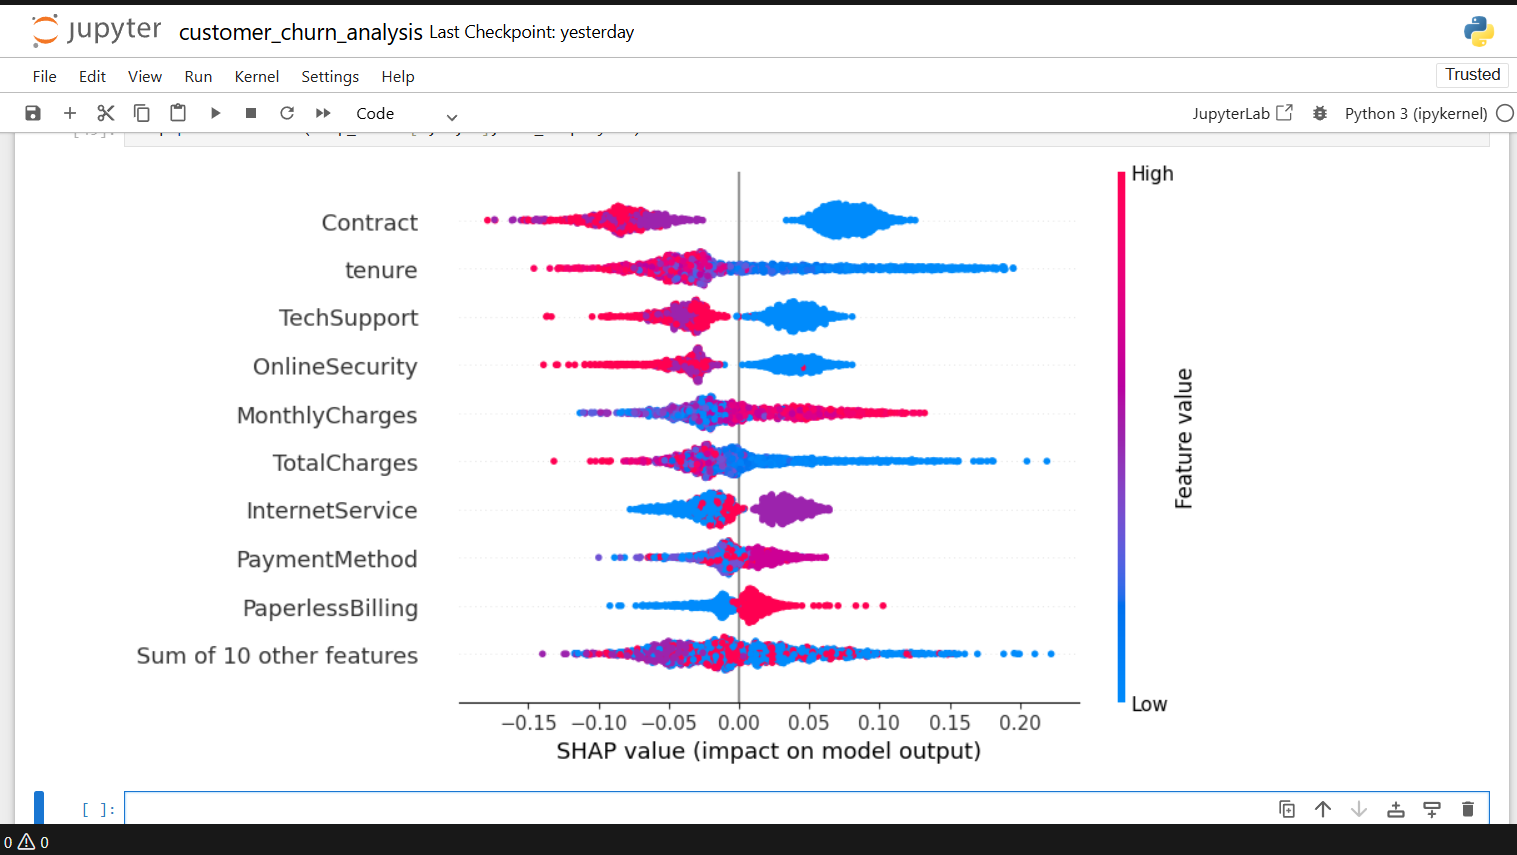 jupyter customer_churn_analysis Last Checkpoint: yesterday
File Edit View Run Kernel Settings Help
Trusted
Code
JupyterLab
Python 3 (ipykernel)
High
Contract
tenure
TechSupport
OnlineSecurity
MonthlyCharges
TotalCharges
InternetService
PaymentMethod
PaperlessBilling
Sum of 10 other features
Feature value
Low
−0.15 −0.10 −0.05 0.00 0.05 0.10 0.15 0.20
SHAP value (impact on model output)
[ ]:
0 0